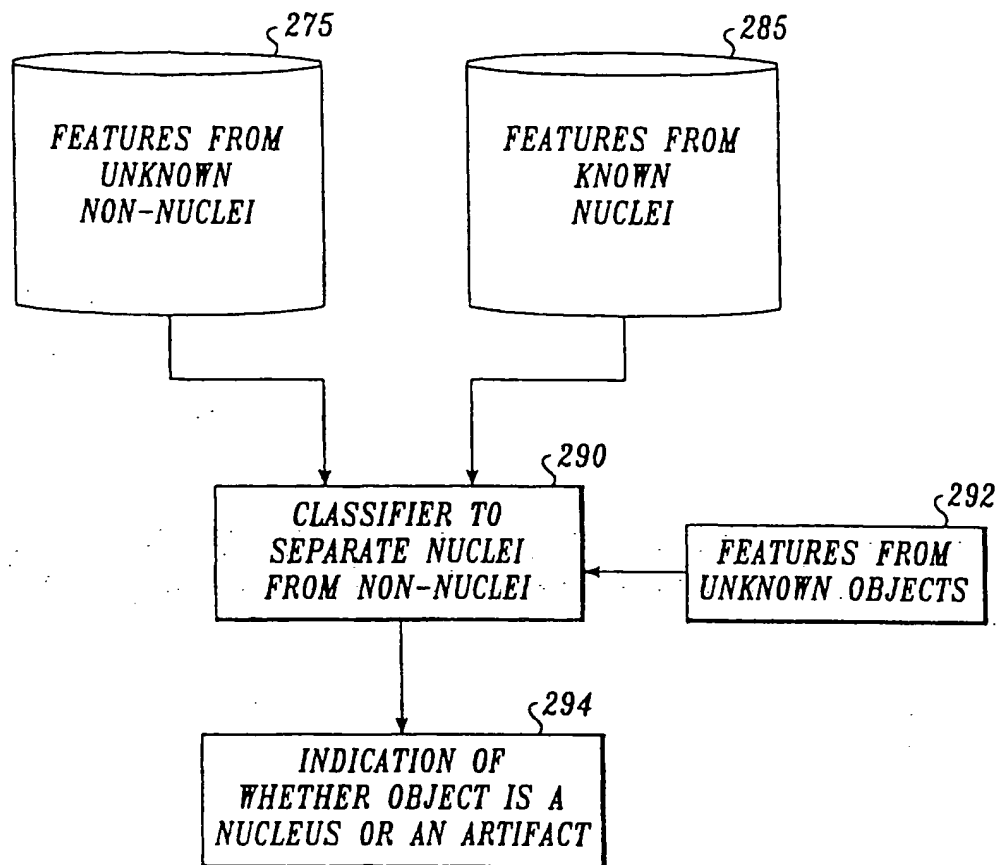 275
285
FEATURES FROM
UNKNOWN
NON-NUCLEI
FEATURES FROM
KNOWN
NUCLEI
290
CLASSIFIER TO
SEPARATE NUCLEI
FROM NON-NUCLEI
292
FEATURES FROM
UNKNOWN OBJECTS
294
INDICATION OF
WHETHER OBJECT IS A
NUCLEUS OR AN ARTIFACT